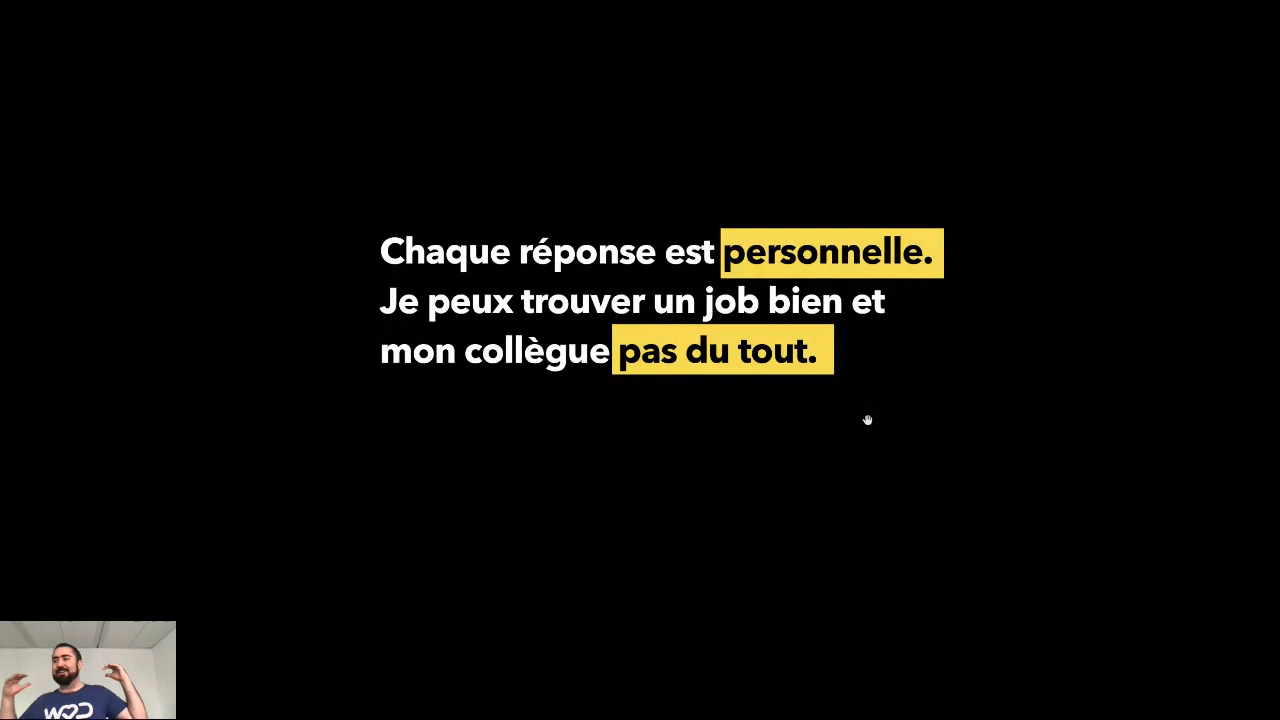 Chaque réponse est personnelle.
Je peux trouver un job bien et
mon collègue pas du tout.